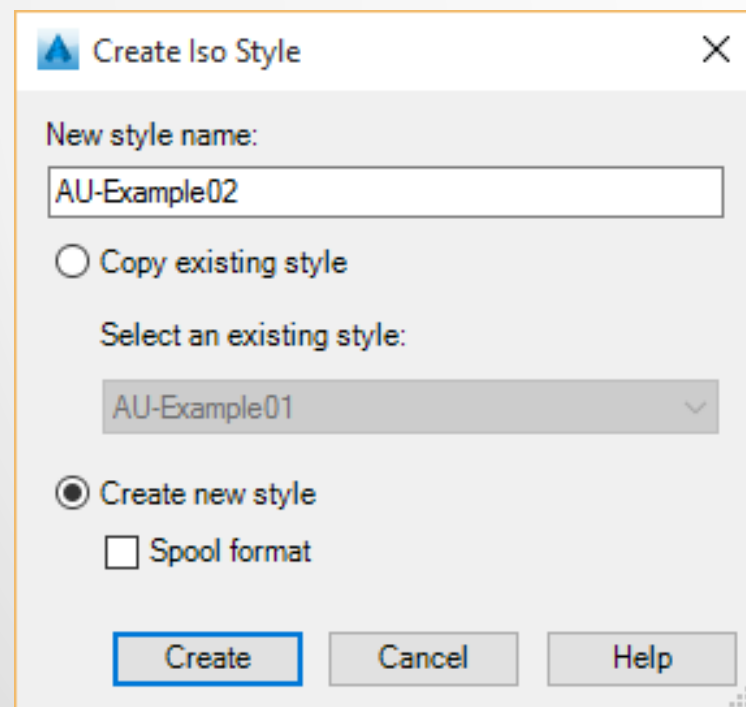 Create Iso Style
New style name:
AU-Example02
Copy existing style
Select an existing style:
AU-Example01
Create new style
Spool format
Create Cancel Help